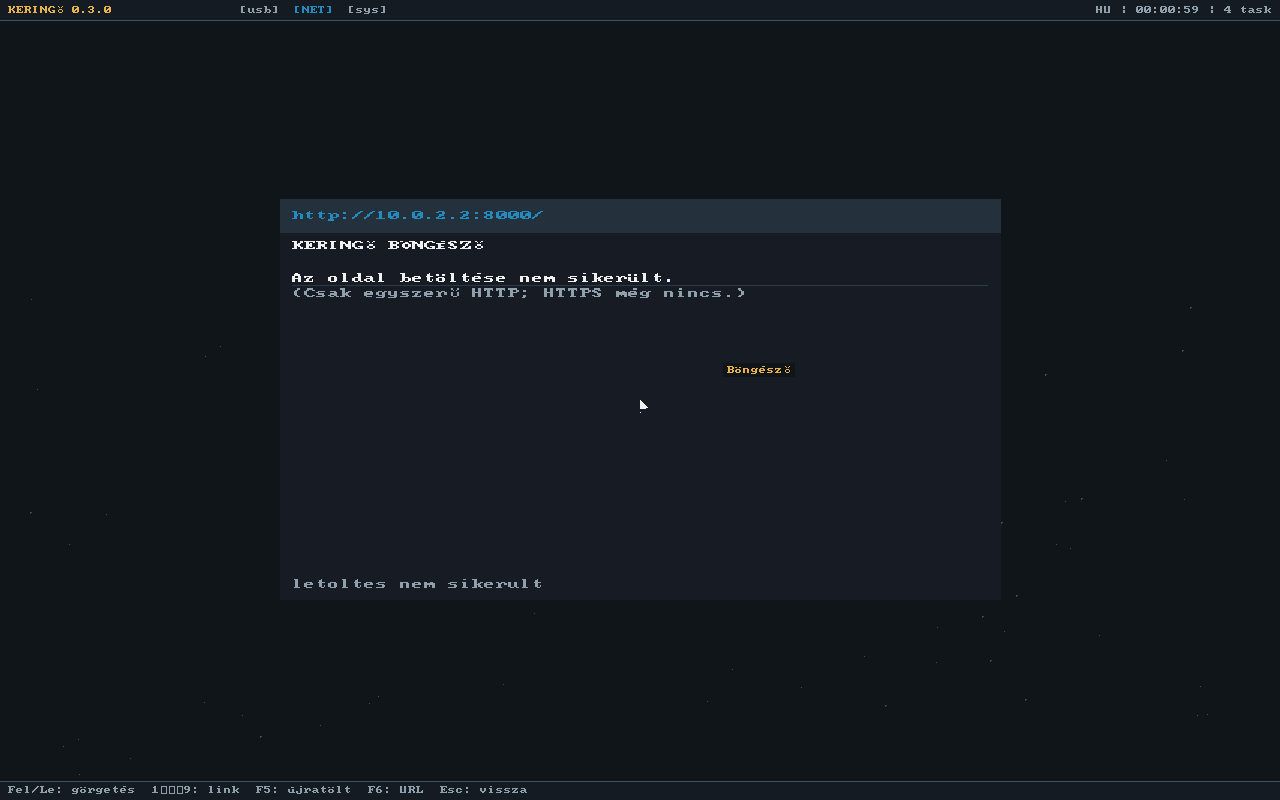 KERINGŐ 0.3.0 [usb] [NET] [sys] HU | 00:00:59 | 4 task
http://10.0.2.2:8000/
KERINGŐ BÖNGÉSZŐ
Az oldal betöltése nem sikerült.
(Csak egyszerű HTTP; HTTPS még nincs.)
Böngésző
letoltes nem sikerult
Fel/Le: görgetés 1□□□9: link F5: újratölt F6: URL Esc: vissza